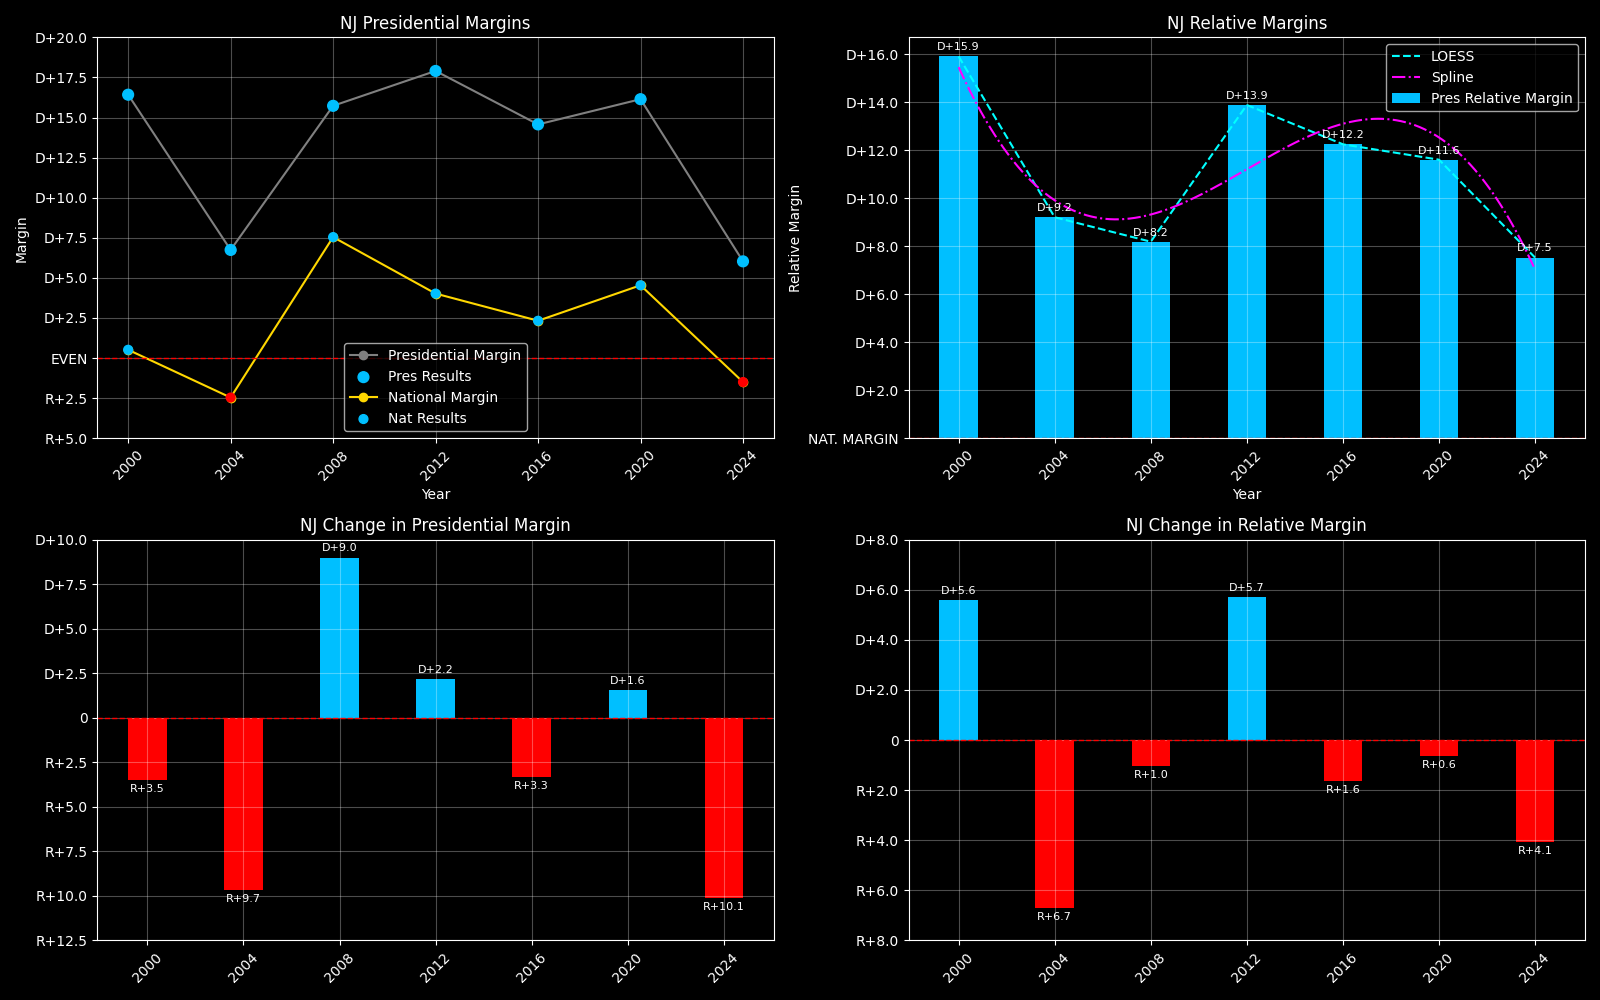 NJ Presidential Margins
D+20.0
D+17.5
D+15.0
D+12.5
D+10.0
D+7.5
D+5.0
D+2.5
EVEN
R+2.5
R+5.0
Margin
Presidential Margin
Pres Results
National Margin
Nat Results
2000
2004
2008
2012
2016
2020
2024
Year
NJ Relative Margins
D+16.0
D+14.0
D+12.0
D+10.0
D+8.0
D+6.0
D+4.0
D+2.0
NAT. MARGIN
Relative Margin
LOESS
Spline
Pres Relative Margin
D+15.9
D+9.2
D+8.2
D+13.9
D+12.2
D+11.6
D+7.5
2000
2004
2008
2012
2016
2020
2024
Year
NJ Change in Presidential Margin
D+10.0
D+7.5
D+5.0
D+2.5
0
R+2.5
R+5.0
R+7.5
R+10.0
R+12.5
R+3.5
R+9.7
D+9.0
D+2.2
R+3.3
D+1.6
R+10.1
2000
2004
2008
2012
2016
2020
2024
NJ Change in Relative Margin
D+8.0
D+6.0
D+4.0
D+2.0
0
R+2.0
R+4.0
R+6.0
R+8.0
D+5.6
R+6.7
R+1.0
D+5.7
R+1.6
R+0.6
R+4.1
2000
2004
2008
2012
2016
2020
2024